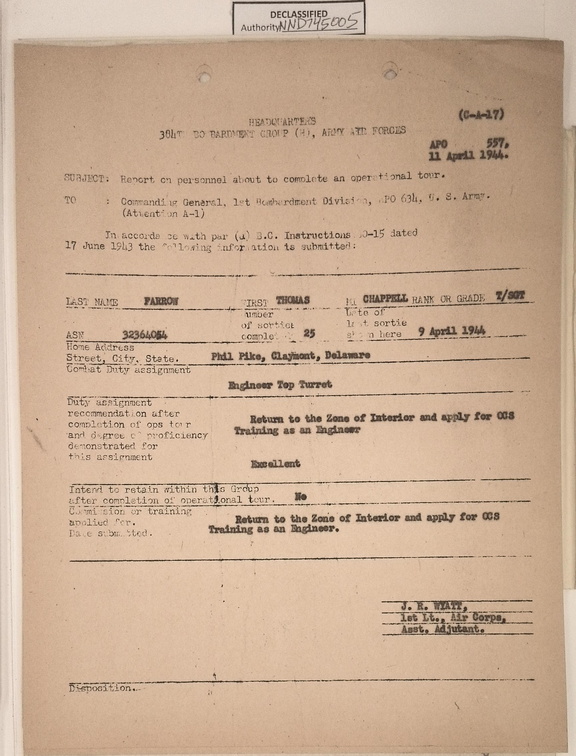 DECLASSIFIED
Authority NND745005
HEADQUARTERS
384T BOMBARDMENT GROUP (H), ARMY AIR FORCES
(C-A-17)
APO 557,
11 April 1944.
SUBJECT: Report on personnel about to complete an operational tour.
TO : Commanding General, 1st Bombardment Division, APO 634, U. S. Army.
(Attention A-1)
In accordance with par (a) B.C. Instructions 0-15 dated
17 June 1943 the following information is submitted:
LAST NAME FARROW FIRST THOMAS MI CHAPPELL RANK OR GRADE T/SGT
ASN 32364054 number of sorties complete 25 Date of last sortie here 9 April 1944
Home Address
Street, City, State. Phil Pike, Claymont, Delaware
Combat Duty assignment
Engineer Top Turret
Duty assignment
recommendation after
completion of ops tour
and degree of proficiency
demonstrated for
this assignment
Return to the Zone of Interior and apply for OCS
Training as an Engineer
Excellent
Intend to retain within this Group
after completion of operational tour. No
Commission or training
applied for.
Date submitted.
Return to the Zone of Interior and apply for OCS
Training as an Engineer.
J. R. WYATT,
1st Lt., Air Corps,
Asst. Adjutant.
Disposition.